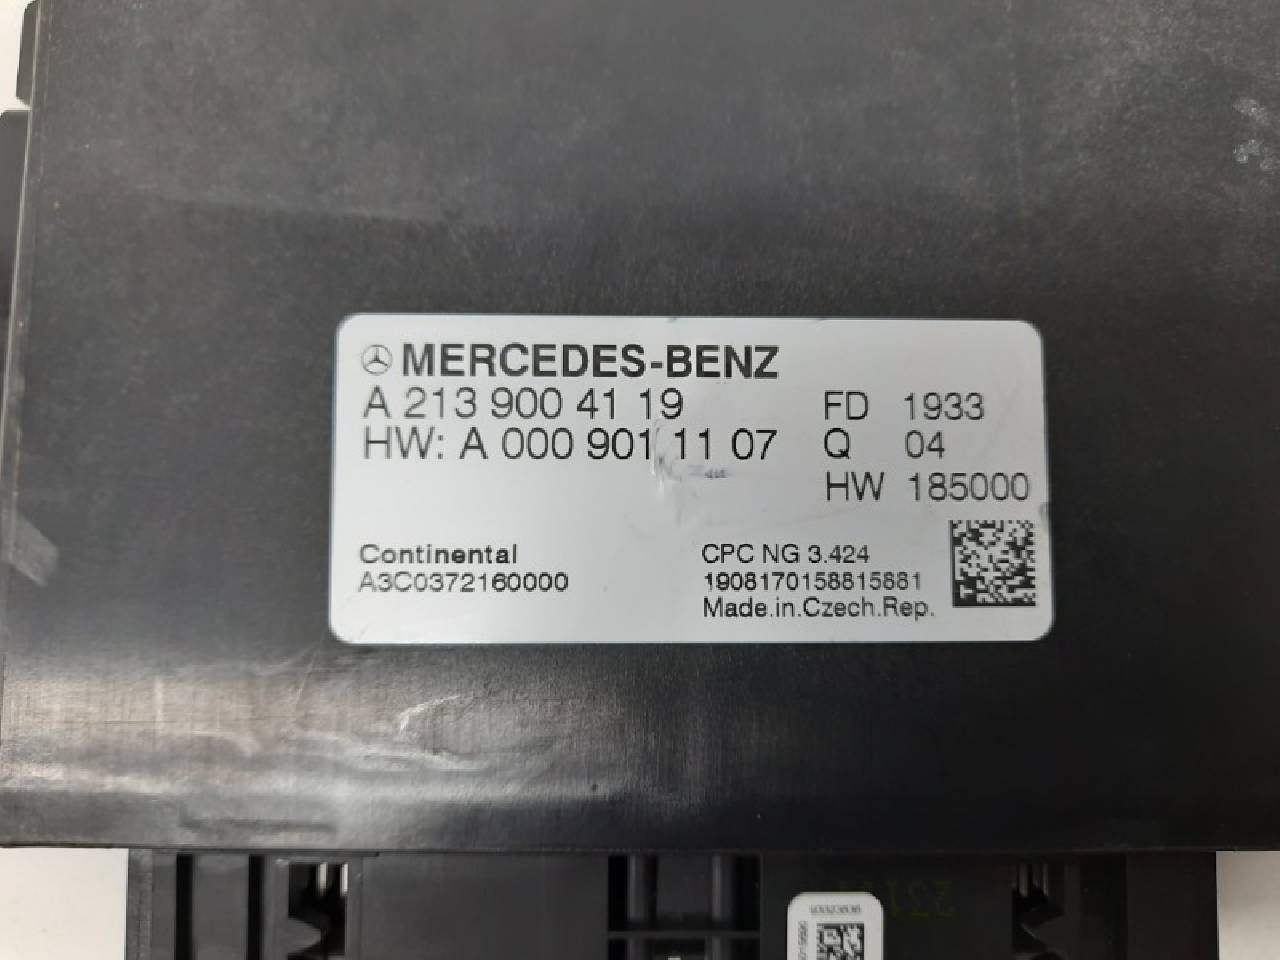 MERCEDES-BENZ
A 213 900 41 19
HW: A 000 901 11 07
FD 1933
Q 04
HW 185000
Continental
A3C0372160000
CPC NG 3.424
1908170158815881
Made.in.Czech.Rep.